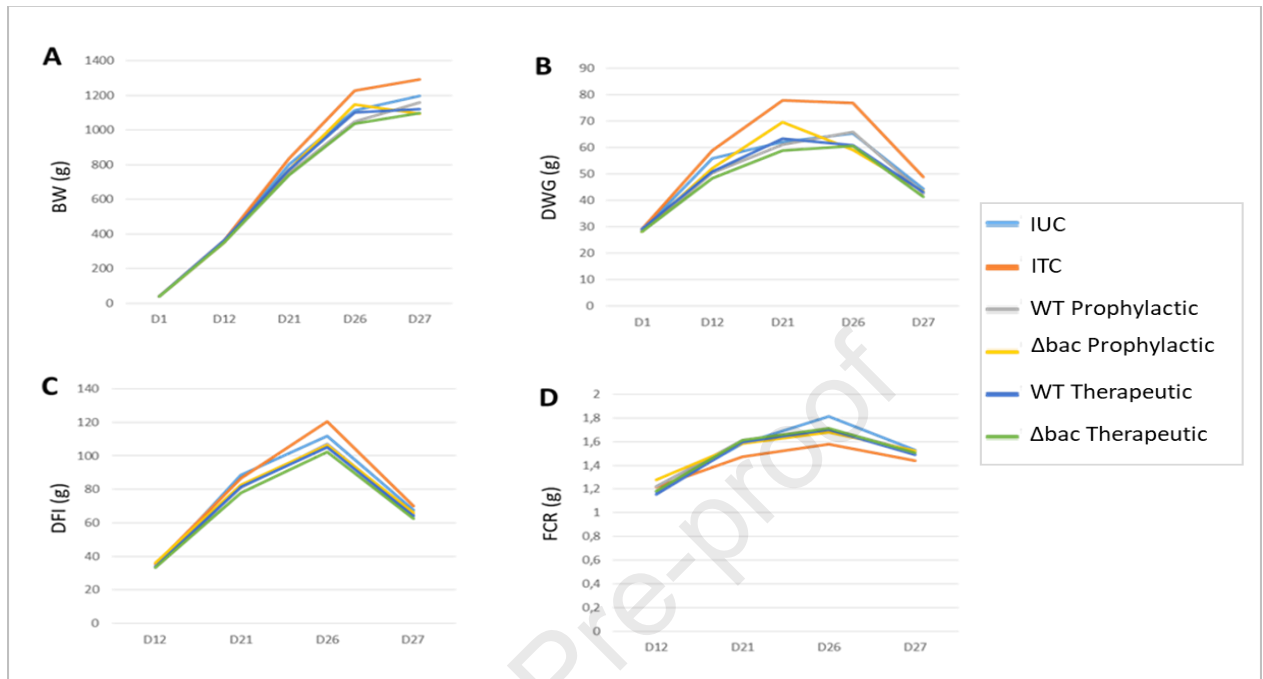 A
BW (g)
1400
1200
1000
800
600
400
200
0
D1 D12 D21 D26 D27
B
DWG (g)
90
80
70
60
50
40
30
20
10
0
D1 D12 D21 D26 D27
C
DFI (g)
140
120
100
80
60
40
20
0
D12 D21 D26 D27
D
FCR (g)
2
1,8
1,6
1,4
1,2
1
0,8
0,6
0,4
0,2
0
D12 D21 D26 D27
IUC
ITC
WT Prophylactic
Δbac Prophylactic
WT Therapeutic
Δbac Therapeutic
Pre-proof